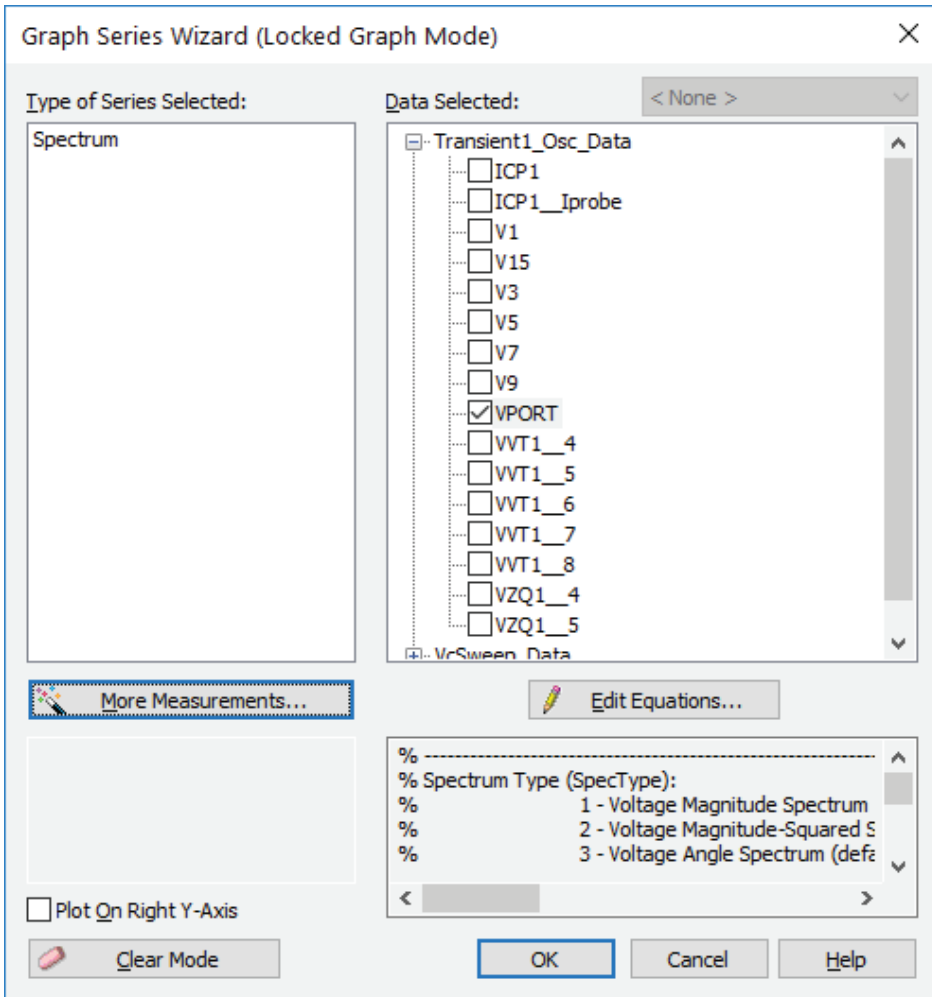 Graph Series Wizard (Locked Graph Mode)
Type of Series Selected:
Data Selected:
< None >
Spectrum
Transient1_Osc_Data
ICP1
ICP1__Iprobe
V1
V15
V3
V5
V7
V9
VPORT
VVT1__4
VVT1__5
VVT1__6
VVT1__7
VVT1__8
VZQ1__4
VZQ1__5
VcSweep_Data
More Measurements...
Edit Equations...
% ------------------------------------------------------------
% Spectrum Type (SpecType):
% 1 - Voltage Magnitude Spectrum
% 2 - Voltage Magnitude-Squared S
% 3 - Voltage Angle Spectrum (defa
Plot On Right Y-Axis
Clear Mode
OK
Cancel
Help